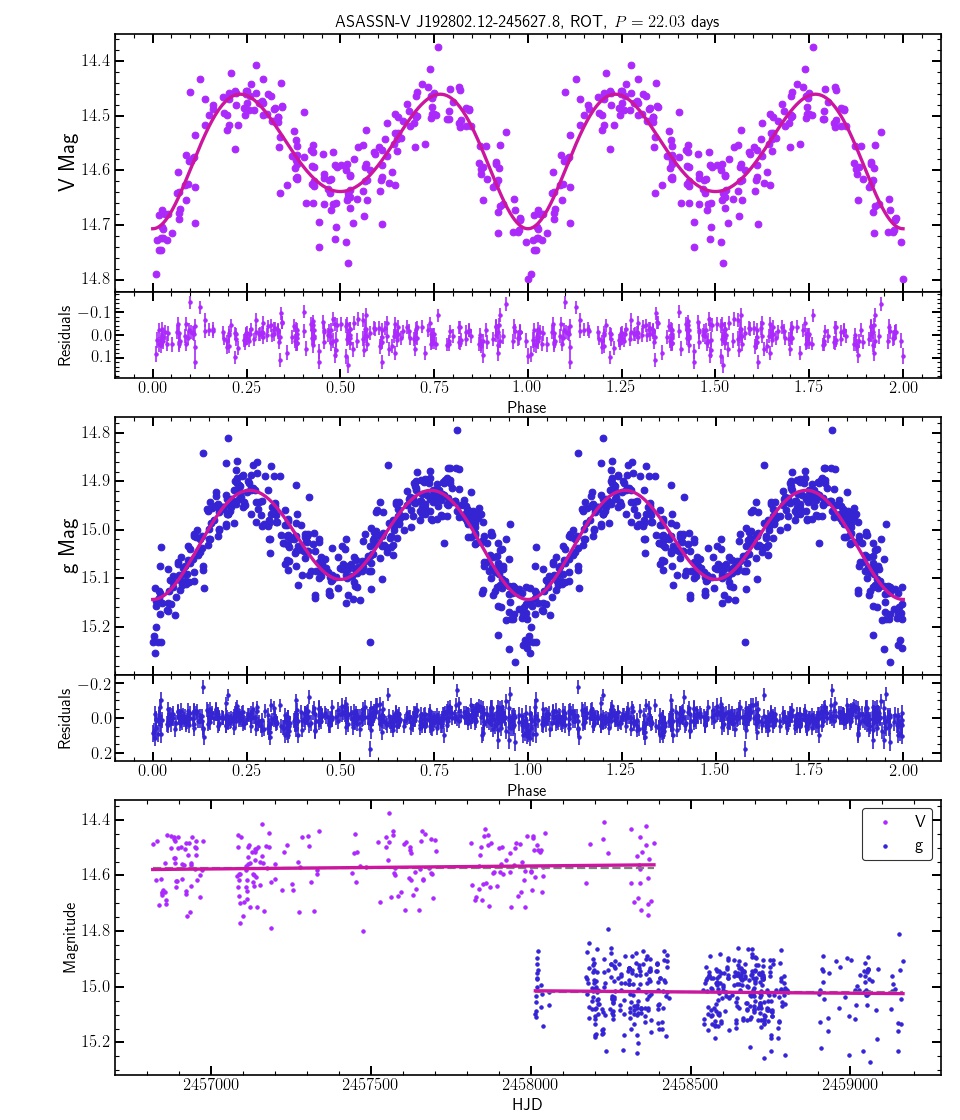 ASASSN-V J192802.12-245627.8, ROT, P = 22.03 days
14.4
14.5
14.6
14.7
14.8
V Mag
−0.1
0.0
0.1
Residuals
0.00 0.25 0.50 0.75 1.00 1.25 1.50 1.75 2.00
Phase
14.8
14.9
15.0
15.1
15.2
g Mag
−0.2
0.0
0.2
Residuals
0.00 0.25 0.50 0.75 1.00 1.25 1.50 1.75 2.00
Phase
14.4
14.6
14.8
15.0
15.2
Magnitude
V
g
2457000 2457500 2458000 2458500 2459000
HJD